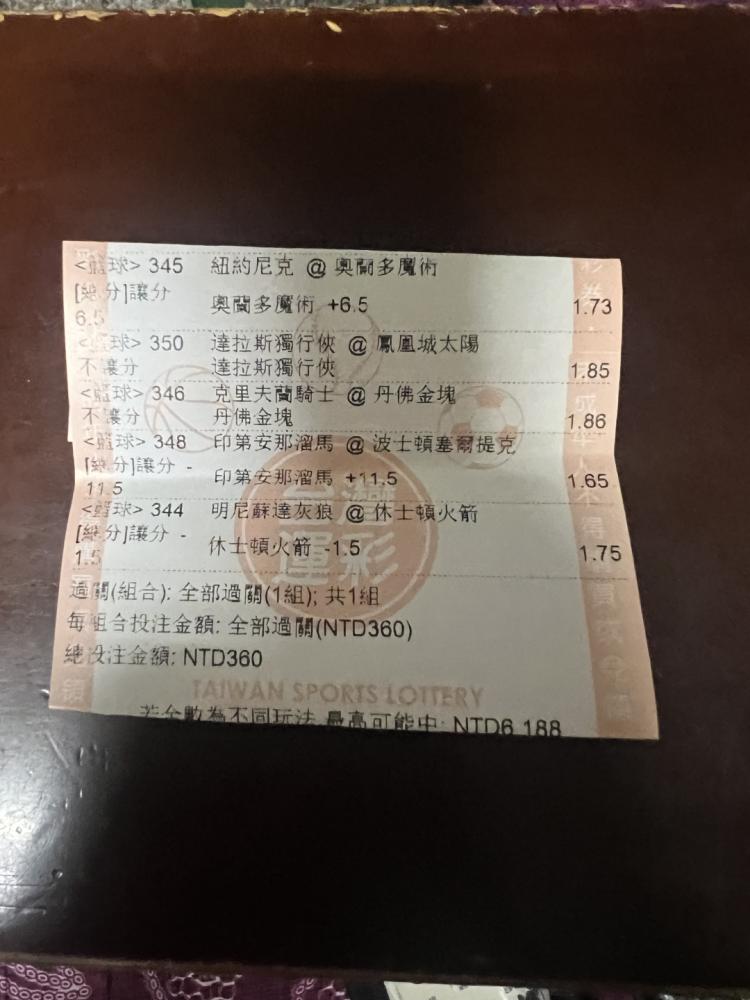 <籃球> 345 紐約尼克 @ 奧蘭多魔術
[總分]讓分 奧蘭多魔術 +6.5 1.73
6.5
<籃球> 350 達拉斯獨行俠 @ 鳳凰城太陽
不讓分 達拉斯獨行俠 1.85
<籃球> 346 克里夫蘭騎士 @ 丹佛金塊
不讓分 丹佛金塊 1.86
<籃球> 348 印第安那溜馬 @ 波士頓塞爾提克
[總分]讓分 - 印第安那溜馬 +11.5 1.65
11.5
<籃球> 344 明尼蘇達灰狼 @ 休士頓火箭
[總分]讓分 - 休士頓火箭 -1.5 1.75
1.5
過關(組合): 全部過關(1組); 共1組
每組合投注金額: 全部過關(NTD360)
總投注金額: NTD360
台灣運彩
TAIWAN SPORTS LOTTERY
若全數為不同玩法 最高可能中: NTD6,188